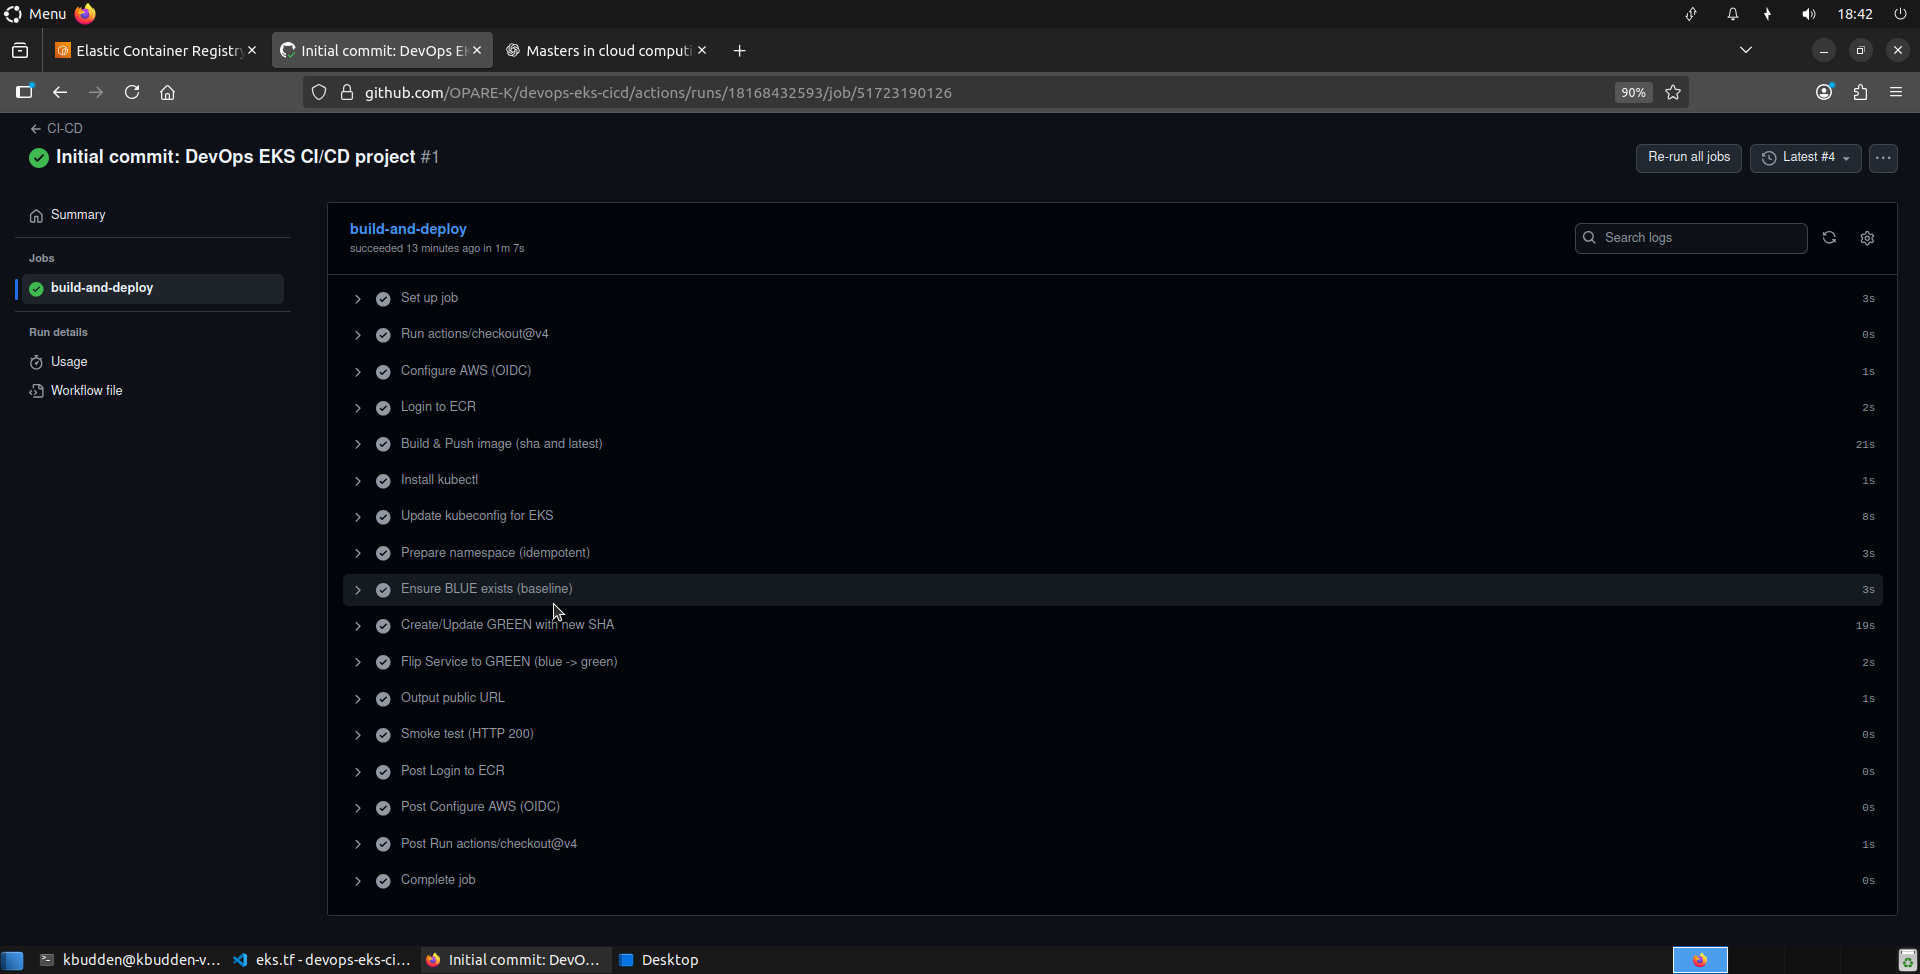 Menu
18:42
Elastic Container Registry
Initial commit: DevOps EK
Masters in cloud computi
github.com/OPARE-K/devops-eks-cicd/actions/runs/18168432593/job/51723190126
90%
CI-CD
Initial commit: DevOps EKS CI/CD project #1
Re-run all jobs
Latest #4
Summary
Jobs
build-and-deploy
Run details
Usage
Workflow file
build-and-deploy
succeeded 13 minutes ago in 1m 7s
Search logs
Set up job 3s
Run actions/checkout@v4 0s
Configure AWS (OIDC) 1s
Login to ECR 2s
Build & Push image (sha and latest) 21s
Install kubectl 1s
Update kubeconfig for EKS 8s
Prepare namespace (idempotent) 3s
Ensure BLUE exists (baseline) 3s
Create/Update GREEN with new SHA 19s
Flip Service to GREEN (blue -> green) 2s
Output public URL 1s
Smoke test (HTTP 200) 0s
Post Login to ECR 0s
Post Configure AWS (OIDC) 0s
Post Run actions/checkout@v4 1s
Complete job 0s
kbudden@kbudden-v...
eks.tf - devops-eks-ci...
Initial commit: DevO...
Desktop